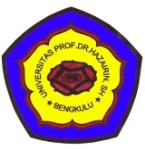 UNIVERSITAS PROF.DR.HAZAIRIN, SH
★ BENGKULU ★